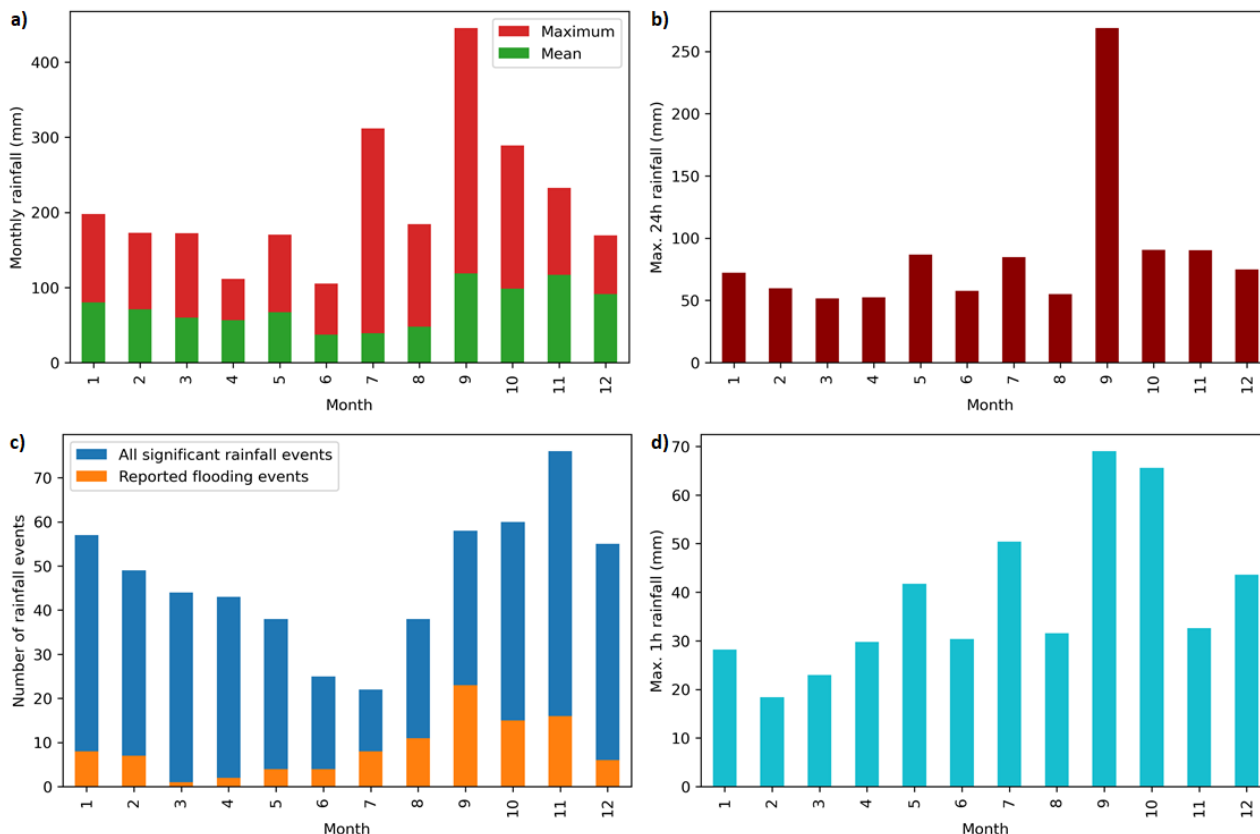 a)
Maximum
Mean
Monthly rainfall (mm)
400
300
200
100
0
1 2 3 4 5 6 7 8 9 10 11 12
Month
b)
Max. 24h rainfall (mm)
250
200
150
100
50
0
1 2 3 4 5 6 7 8 9 10 11 12
Month
c)
All significant rainfall events
Reported flooding events
Number of rainfall events
70
60
50
40
30
20
10
0
1 2 3 4 5 6 7 8 9 10 11 12
Month
d)
Max. 1h rainfall (mm)
70
60
50
40
30
20
10
0
1 2 3 4 5 6 7 8 9 10 11 12
Month